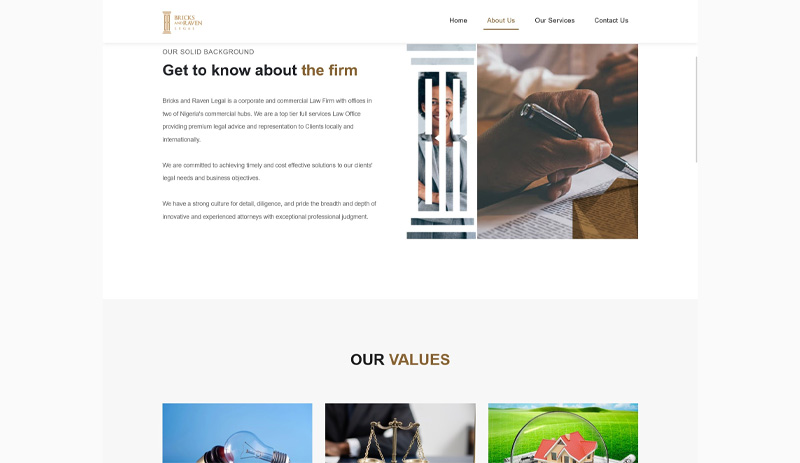 BRICKS
AND RAVEN
LEGAL
Home
About Us
Our Services
Contact Us
OUR SOLID BACKGROUND
Get to know about the firm
Bricks and Raven Legal is a corporate and commercial Law Firm with offices in
two of Nigeria's commercial hubs. We are a top tier full services Law Office
providing premium legal advice and representation to Clients locally and
internationally.
We are committed to achieving timely and cost effective solutions to our clients'
legal needs and business objectives.
We have a strong culture for detail, diligence, and pride the breadth and depth of
innovative and experienced attorneys with exceptional professional judgment.
OUR VALUES